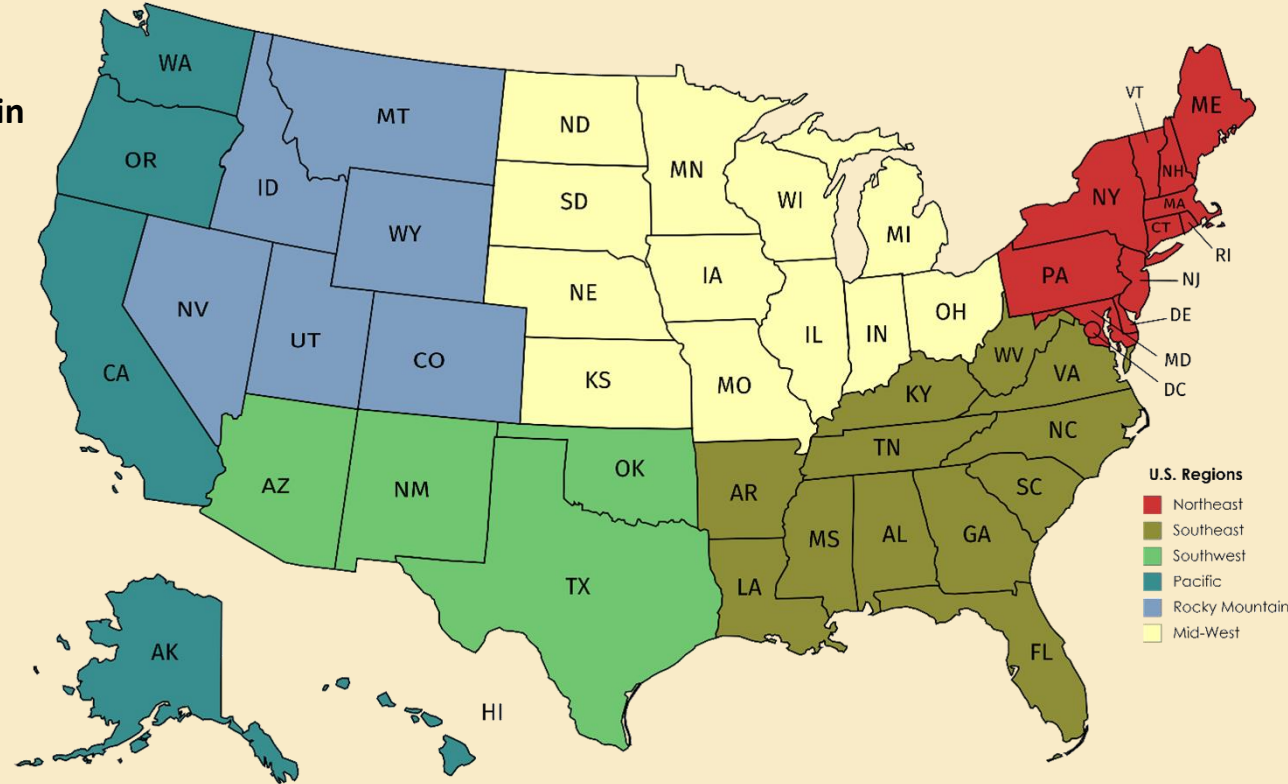 in
WA
OR
CA
MT
ID
WY
NV
UT
CO
AZ
NM
OK
TX
ND
SD
NE
KS
MN
IA
MO
WI
IL
MI
IN
OH
KY
TN
AR
LA
MS
AL
GA
FL
SC
NC
VA
WV
PA
NY
VT
NH
ME
MA
CT
RI
NJ
DE
MD
DC
AK
HI
U.S. Regions
Northeast
Southeast
Southwest
Pacific
Rocky Mountain
Mid-West